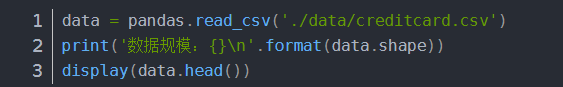 1 data = pandas.read_csv('./data/creditcard.csv')
2 print('数据规模：{}\n'.format(data.shape))
3 display(data.head())